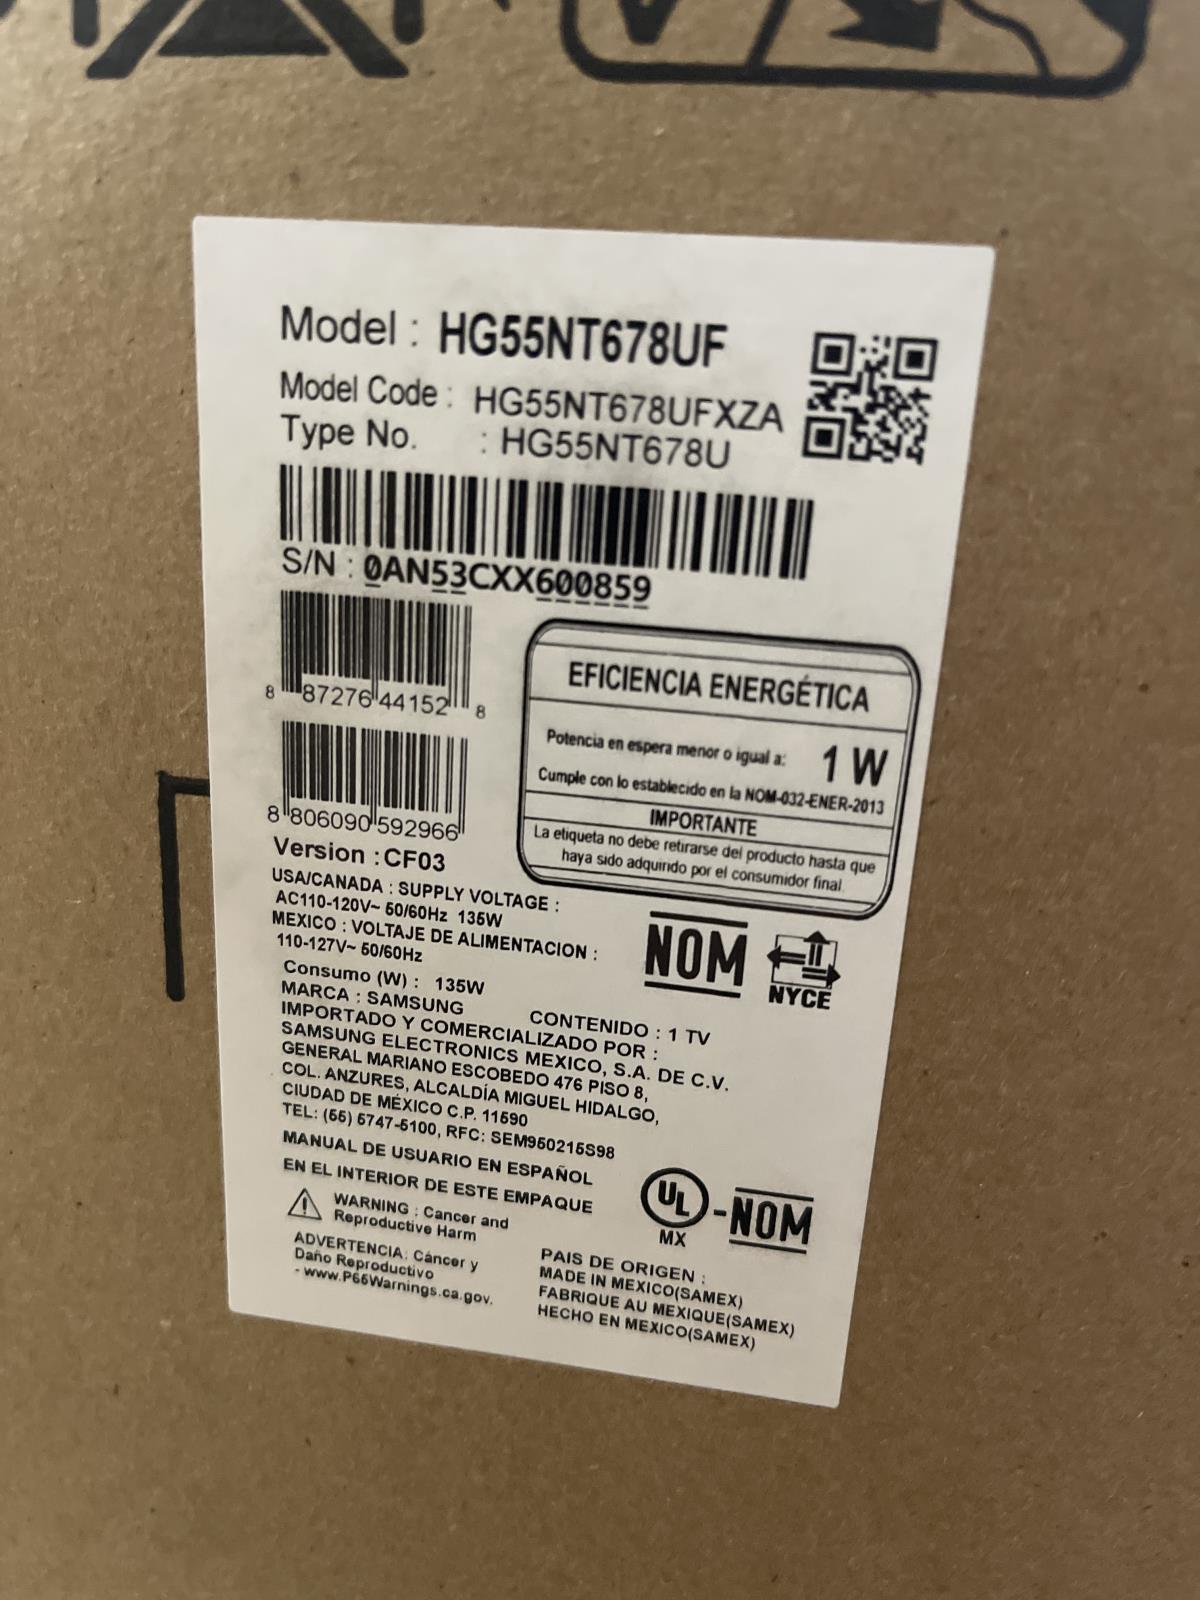 Model : HG55NT678UF
Model Code : HG55NT678UFXZA
Type No. : HG55NT678U
S/N : 0AN53CXX600859
8 87276 44152 8
8 806090 592966
EFICIENCIA ENERGÉTICA
Potencia en espera menor o igual a: 1 W
Cumple con lo establecido en la NOM-032-ENER-2013
IMPORTANTE
La etiqueta no debe retirarse del producto hasta que
haya sido adquirido por el consumidor final.
Version : CF03
USA/CANADA : SUPPLY VOLTAGE :
AC110-120V~ 50/60Hz 135W
MEXICO : VOLTAJE DE ALIMENTACION :
110-127V~ 50/60Hz
Consumo (W) : 135W
NOM
NYCE
MARCA : SAMSUNG CONTENIDO : 1 TV
IMPORTADO Y COMERCIALIZADO POR :
SAMSUNG ELECTRONICS MEXICO, S.A. DE C.V.
GENERAL MARIANO ESCOBEDO 476 PISO 8,
COL. ANZURES, ALCALDÍA MIGUEL HIDALGO,
CIUDAD DE MÉXICO C.P. 11590
TEL: (55) 5747-5100, RFC: SEM950215S98
MANUAL DE USUARIO EN ESPAÑOL
EN EL INTERIOR DE ESTE EMPAQUE
WARNING : Cancer and
Reproductive Harm
ADVERTENCIA: Cáncer y
Daño Reproductivo
- www.P65Warnings.ca.gov.
UL
MX
-NOM
PAIS DE ORIGEN :
MADE IN MEXICO(SAMEX)
FABRIQUE AU MEXIQUE(SAMEX)
HECHO EN MEXICO(SAMEX)